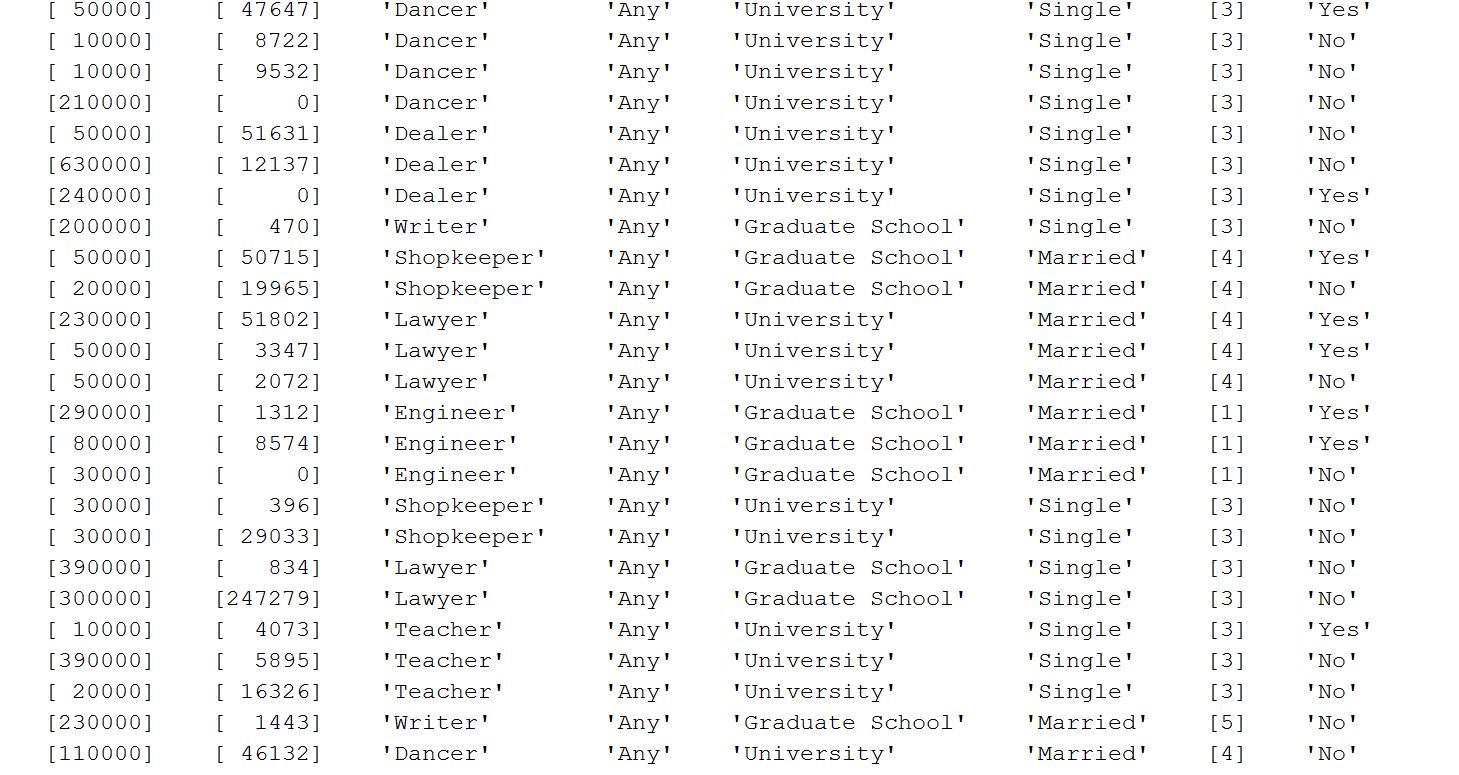 [ 50000] [ 47647] 'Dancer' 'Any' 'University' 'Single' [3] 'Yes'
[ 10000] [  8722] 'Dancer' 'Any' 'University' 'Single' [3] 'No'
[ 10000] [  9532] 'Dancer' 'Any' 'University' 'Single' [3] 'No'
[210000] [     0] 'Dancer' 'Any' 'University' 'Single' [3] 'No'
[ 50000] [ 51631] 'Dealer' 'Any' 'University' 'Single' [3] 'No'
[630000] [ 12137] 'Dealer' 'Any' 'University' 'Single' [3] 'No'
[240000] [     0] 'Dealer' 'Any' 'University' 'Single' [3] 'Yes'
[200000] [   470] 'Writer' 'Any' 'Graduate School' 'Single' [3] 'No'
[ 50000] [ 50715] 'Shopkeeper' 'Any' 'Graduate School' 'Married' [4] 'Yes'
[ 20000] [ 19965] 'Shopkeeper' 'Any' 'Graduate School' 'Married' [4] 'No'
[230000] [ 51802] 'Lawyer' 'Any' 'University' 'Married' [4] 'Yes'
[ 50000] [  3347] 'Lawyer' 'Any' 'University' 'Married' [4] 'Yes'
[ 50000] [  2072] 'Lawyer' 'Any' 'University' 'Married' [4] 'No'
[290000] [  1312] 'Engineer' 'Any' 'Graduate School' 'Married' [1] 'Yes'
[ 80000] [  8574] 'Engineer' 'Any' 'Graduate School' 'Married' [1] 'Yes'
[ 30000] [     0] 'Engineer' 'Any' 'Graduate School' 'Married' [1] 'No'
[ 30000] [   396] 'Shopkeeper' 'Any' 'University' 'Single' [3] 'No'
[ 30000] [ 29033] 'Shopkeeper' 'Any' 'University' 'Single' [3] 'No'
[390000] [   834] 'Lawyer' 'Any' 'Graduate School' 'Single' [3] 'No'
[300000] [247279] 'Lawyer' 'Any' 'Graduate School' 'Single' [3] 'No'
[ 10000] [  4073] 'Teacher' 'Any' 'University' 'Single' [3] 'Yes'
[390000] [  5895] 'Teacher' 'Any' 'University' 'Single' [3] 'No'
[ 20000] [ 16326] 'Teacher' 'Any' 'University' 'Single' [3] 'No'
[230000] [  1443] 'Writer' 'Any' 'Graduate School' 'Married' [5] 'No'
[110000] [ 46132] 'Dancer' 'Any' 'University' 'Married' [4] 'No'